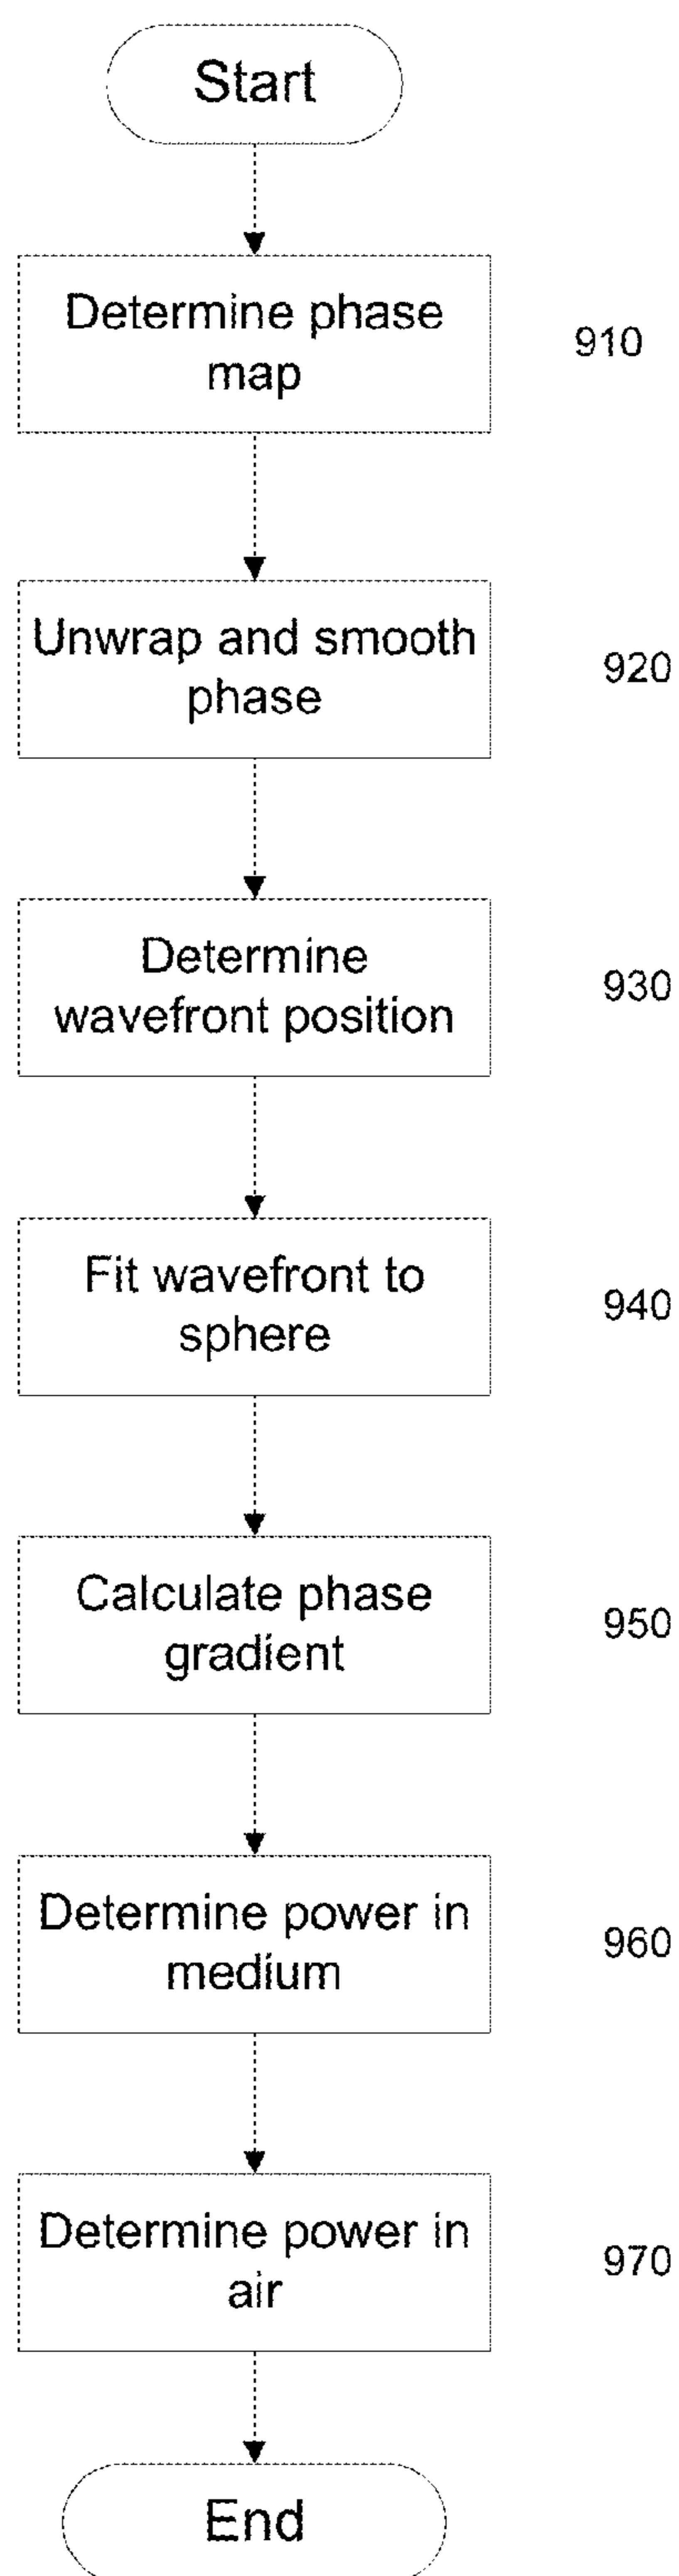 Start
Determine phase
map
910
Unwrap and smooth
phase
920
Determine
wavefront position
930
Fit wavefront to
sphere
940
Calculate phase
gradient
950
Determine power in
medium
960
Determine power in
air
970
End